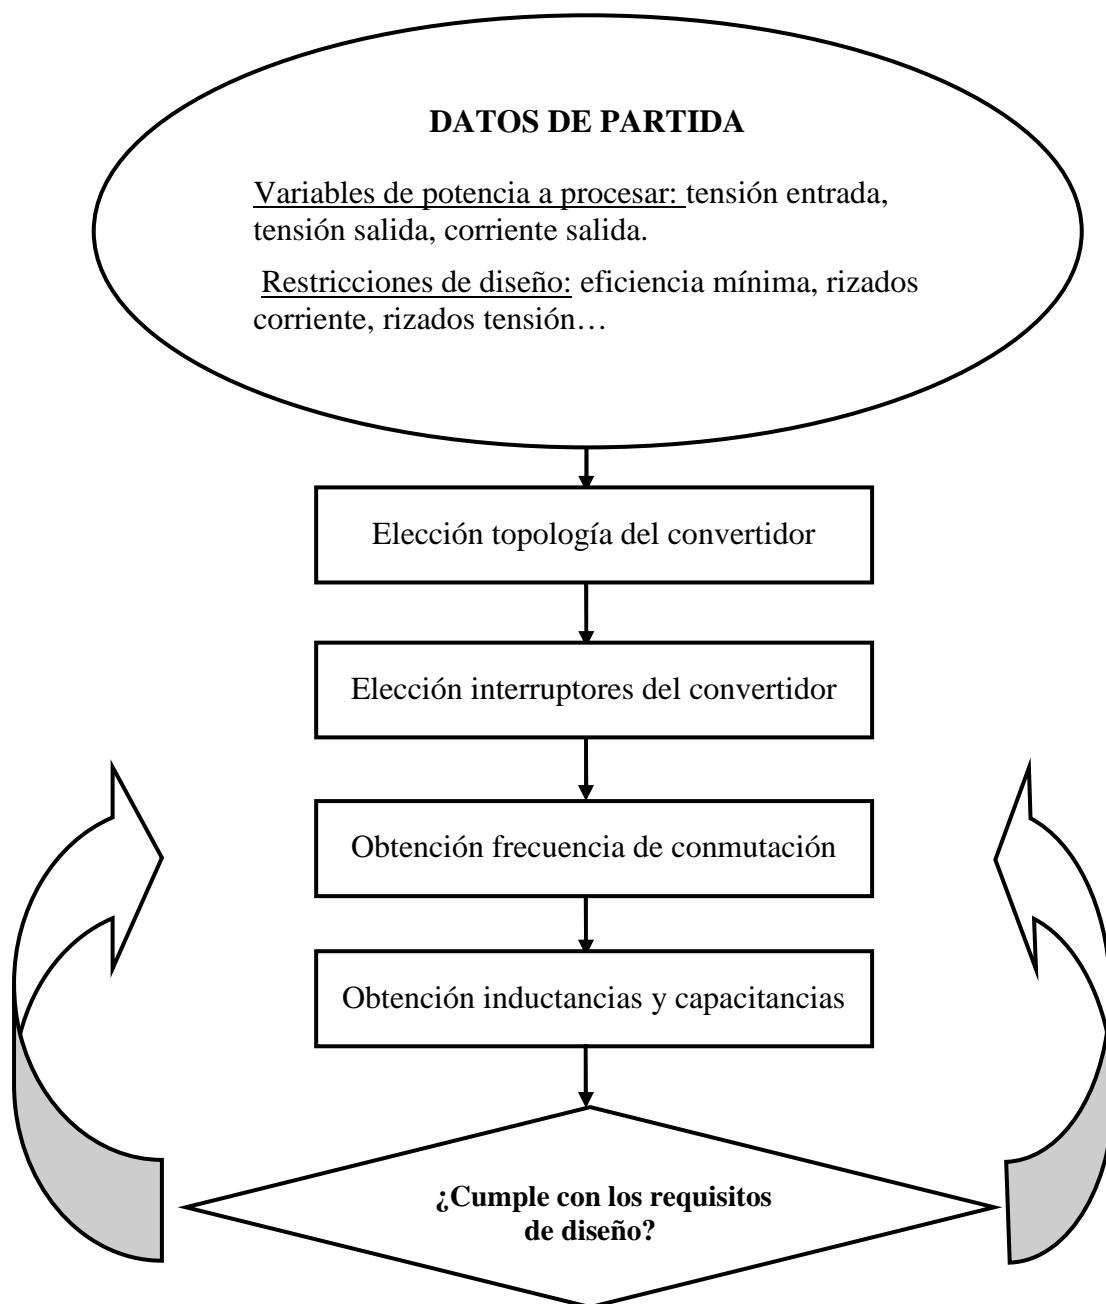 DATOS DE PARTIDA
Variables de potencia a procesar: tensión entrada,
tensión salida, corriente salida.
Restricciones de diseño: eficiencia mínima, rizados
corriente, rizados tensión…
Elección topología del convertidor
Elección interruptores del convertidor
Obtención frecuencia de conmutación
Obtención inductancias y capacitancias
¿Cumple con los requisitos
de diseño?